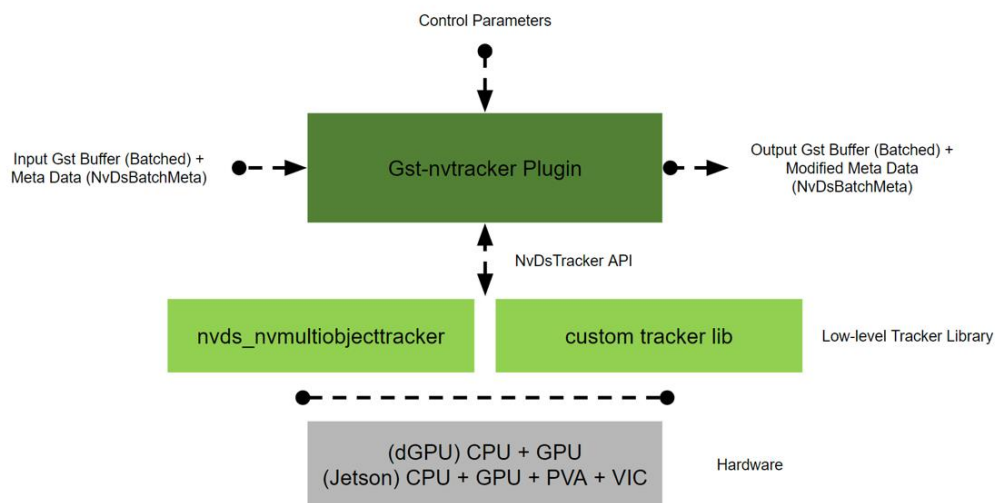 Control Parameters
Input Gst Buffer (Batched) +
Meta Data (NvDsBatchMeta)
Gst-nvtracker Plugin
Output Gst Buffer (Batched) +
Modified Meta Data
(NvDsBatchMeta)
NvDsTracker API
nvds_nvmultiobjecttracker
custom tracker lib
Low-level Tracker Library
(dGPU) CPU + GPU
(Jetson) CPU + GPU + PVA + VIC
Hardware